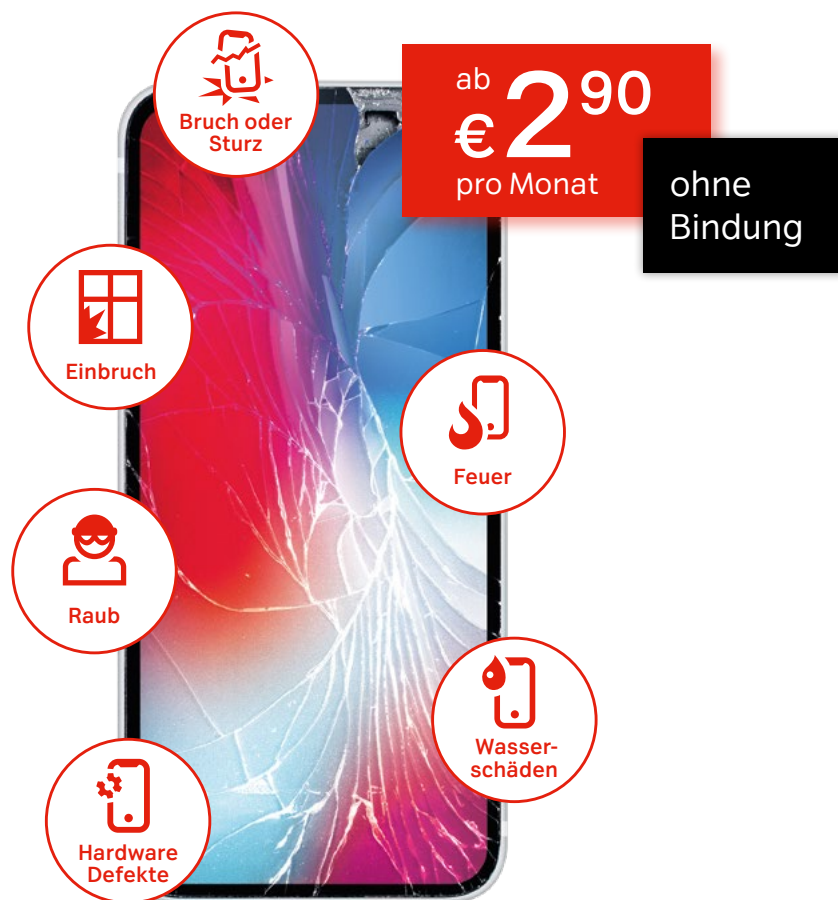 Bruch oder
Sturz
ab
€ 2 90
pro Monat
ohne
Bindung
Einbruch
Feuer
Raub
Wasser-
schäden
Hardware
Defekte